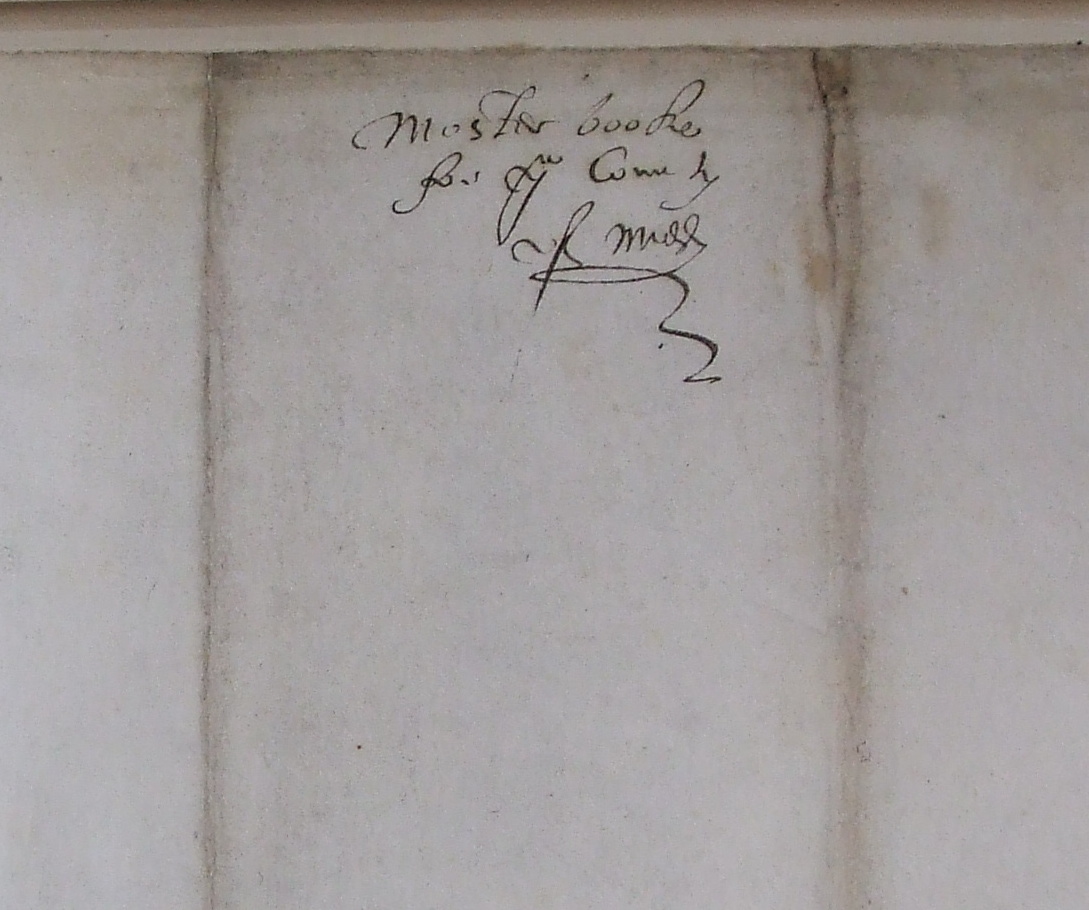 Moster booke
for ye County
of Midd